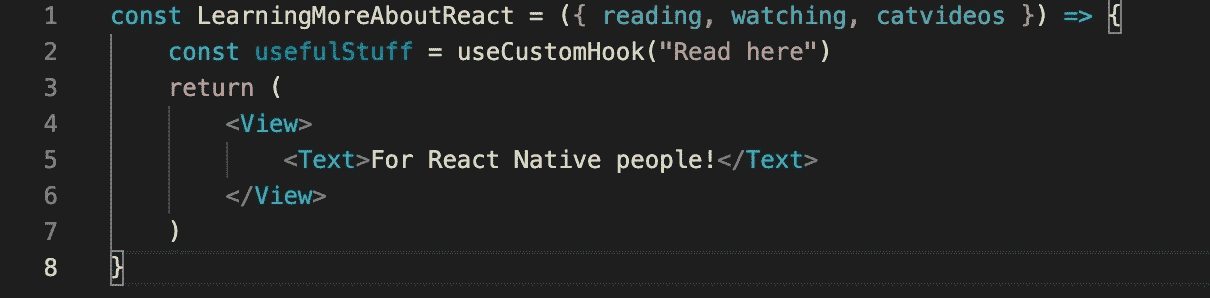 1 const LearningMoreAboutReact = ({ reading, watching, catvideos }) => {
2     const usefulStuff = useCustomHook("Read here")
3     return (
4         <View>
5             <Text>For React Native people!</Text>
6         </View>
7     )
8 }